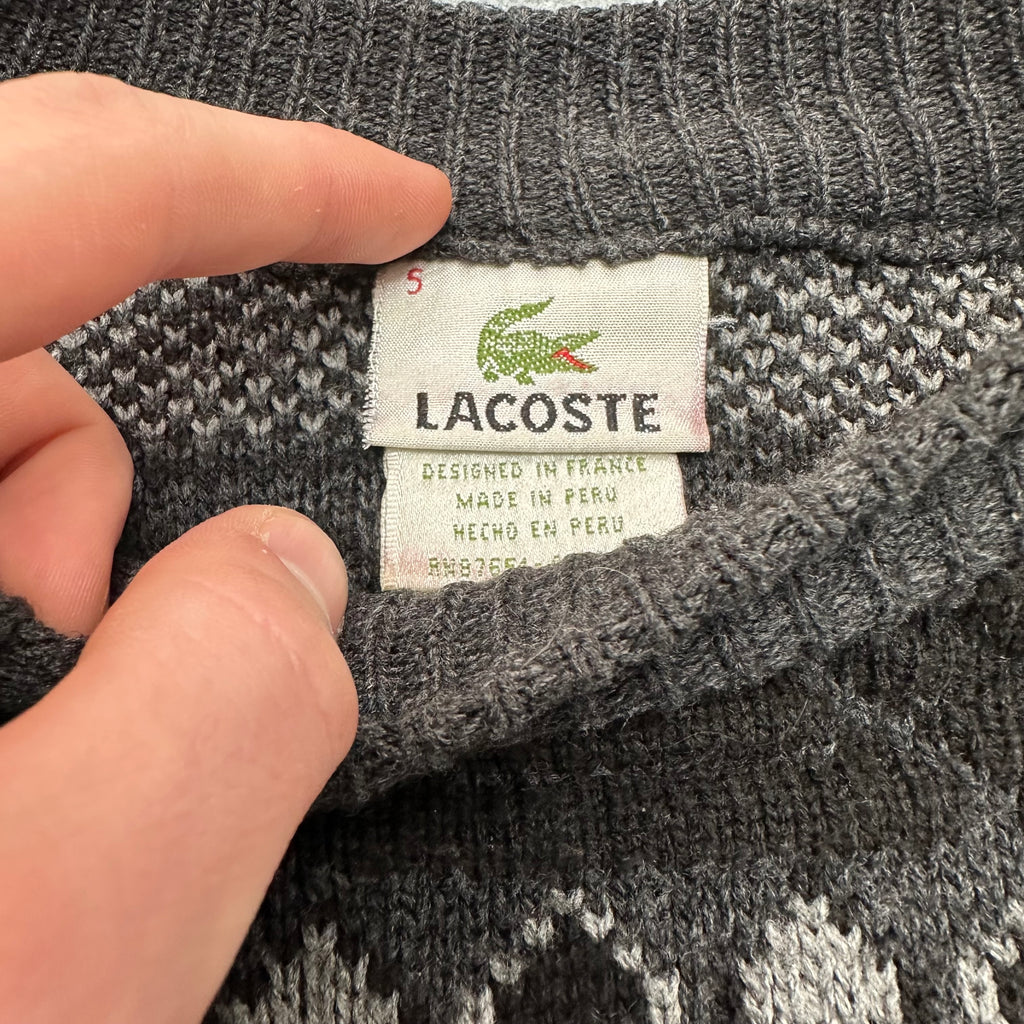 S
LACOSTE
DESIGNED IN FRANCE
MADE IN PERU
HECHO EN PERU